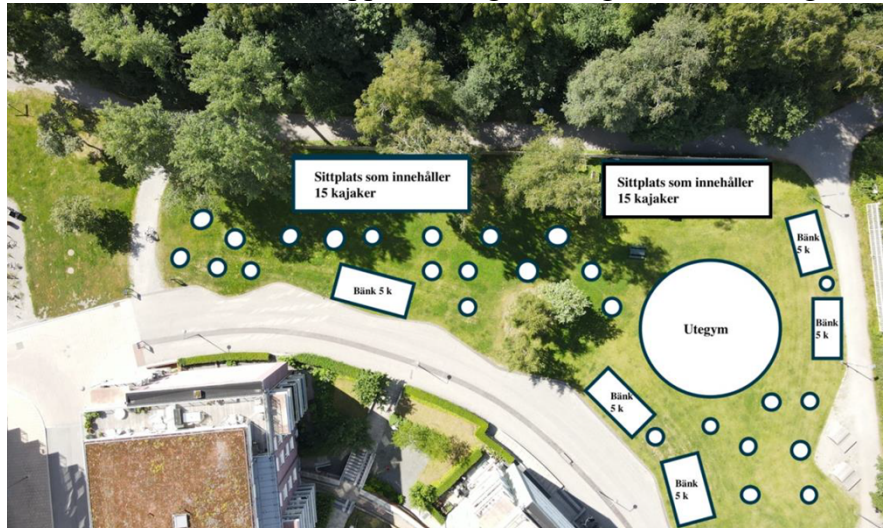 Sittplats som innehåller
15 kajaker
Sittplats som innehåller
15 kajaker
Bänk
5 k
Bänk 5 k
Utegym
Bänk
5 k
Bänk
5 k
Bänk
5 k